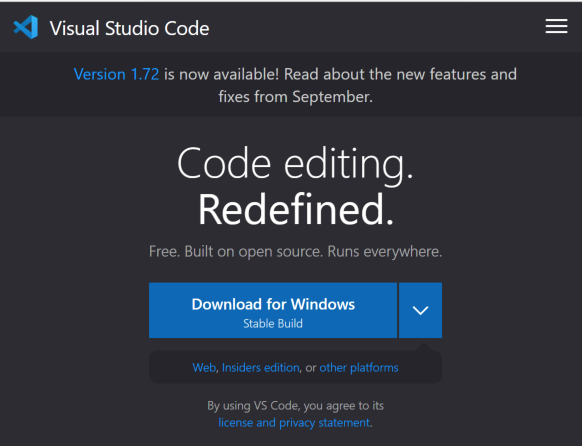 Visual Studio Code
Version 1.72 is now available! Read about the new features and
fixes from September.
Code editing.
Redefined.
Free. Built on open source. Runs everywhere.
Download for Windows
Stable Build
Web, Insiders edition, or other platforms
By using VS Code, you agree to its
license and privacy statement.